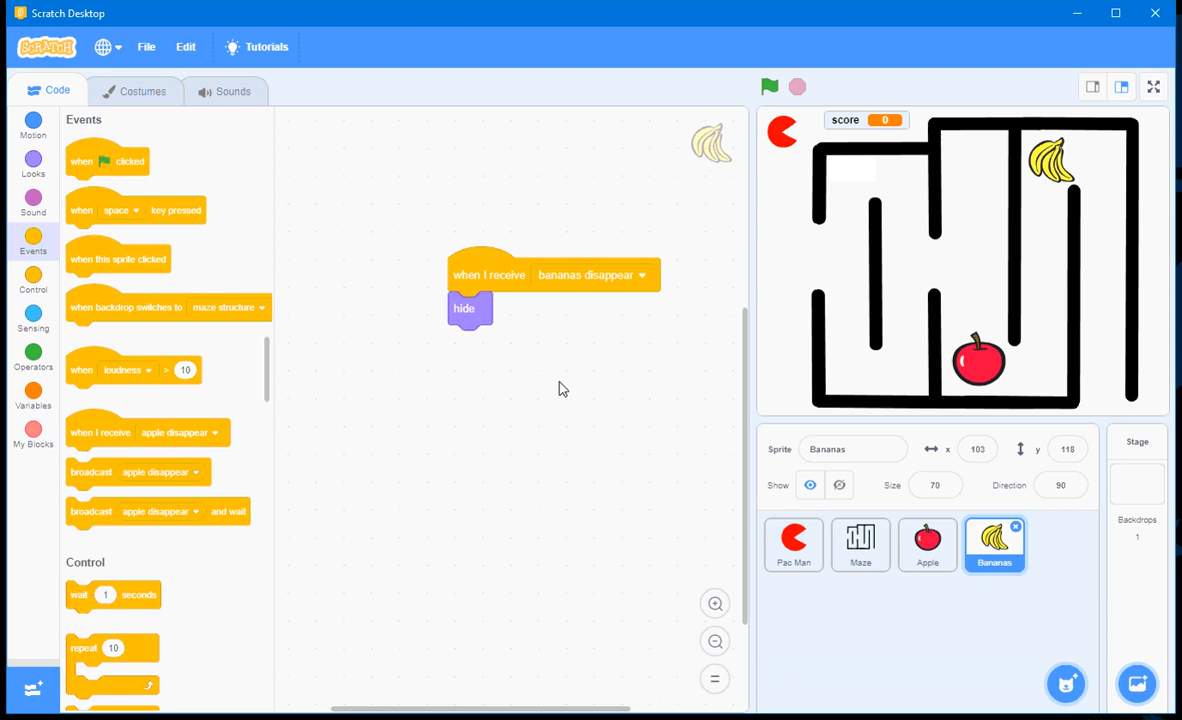 Scratch Desktop
SCRATCH File Edit Tutorials
Code Costumes Sounds
Motion
Looks
Sound
Events
Control
Sensing
Operators
Variables
My Blocks
Events
when clicked
when space key pressed
when this sprite clicked
when backdrop switches to maze structure
when loudness > 10
when I receive apple disappear
broadcast apple disappear
broadcast apple disappear and wait
Control
wait 1 seconds
repeat 10
when I receive bananas disappear
hide
score 0
Sprite Bananas x 103 y 118
Show Size 70 Direction 90
Pac Man Maze Apple Bananas
Stage
Backdrops
1